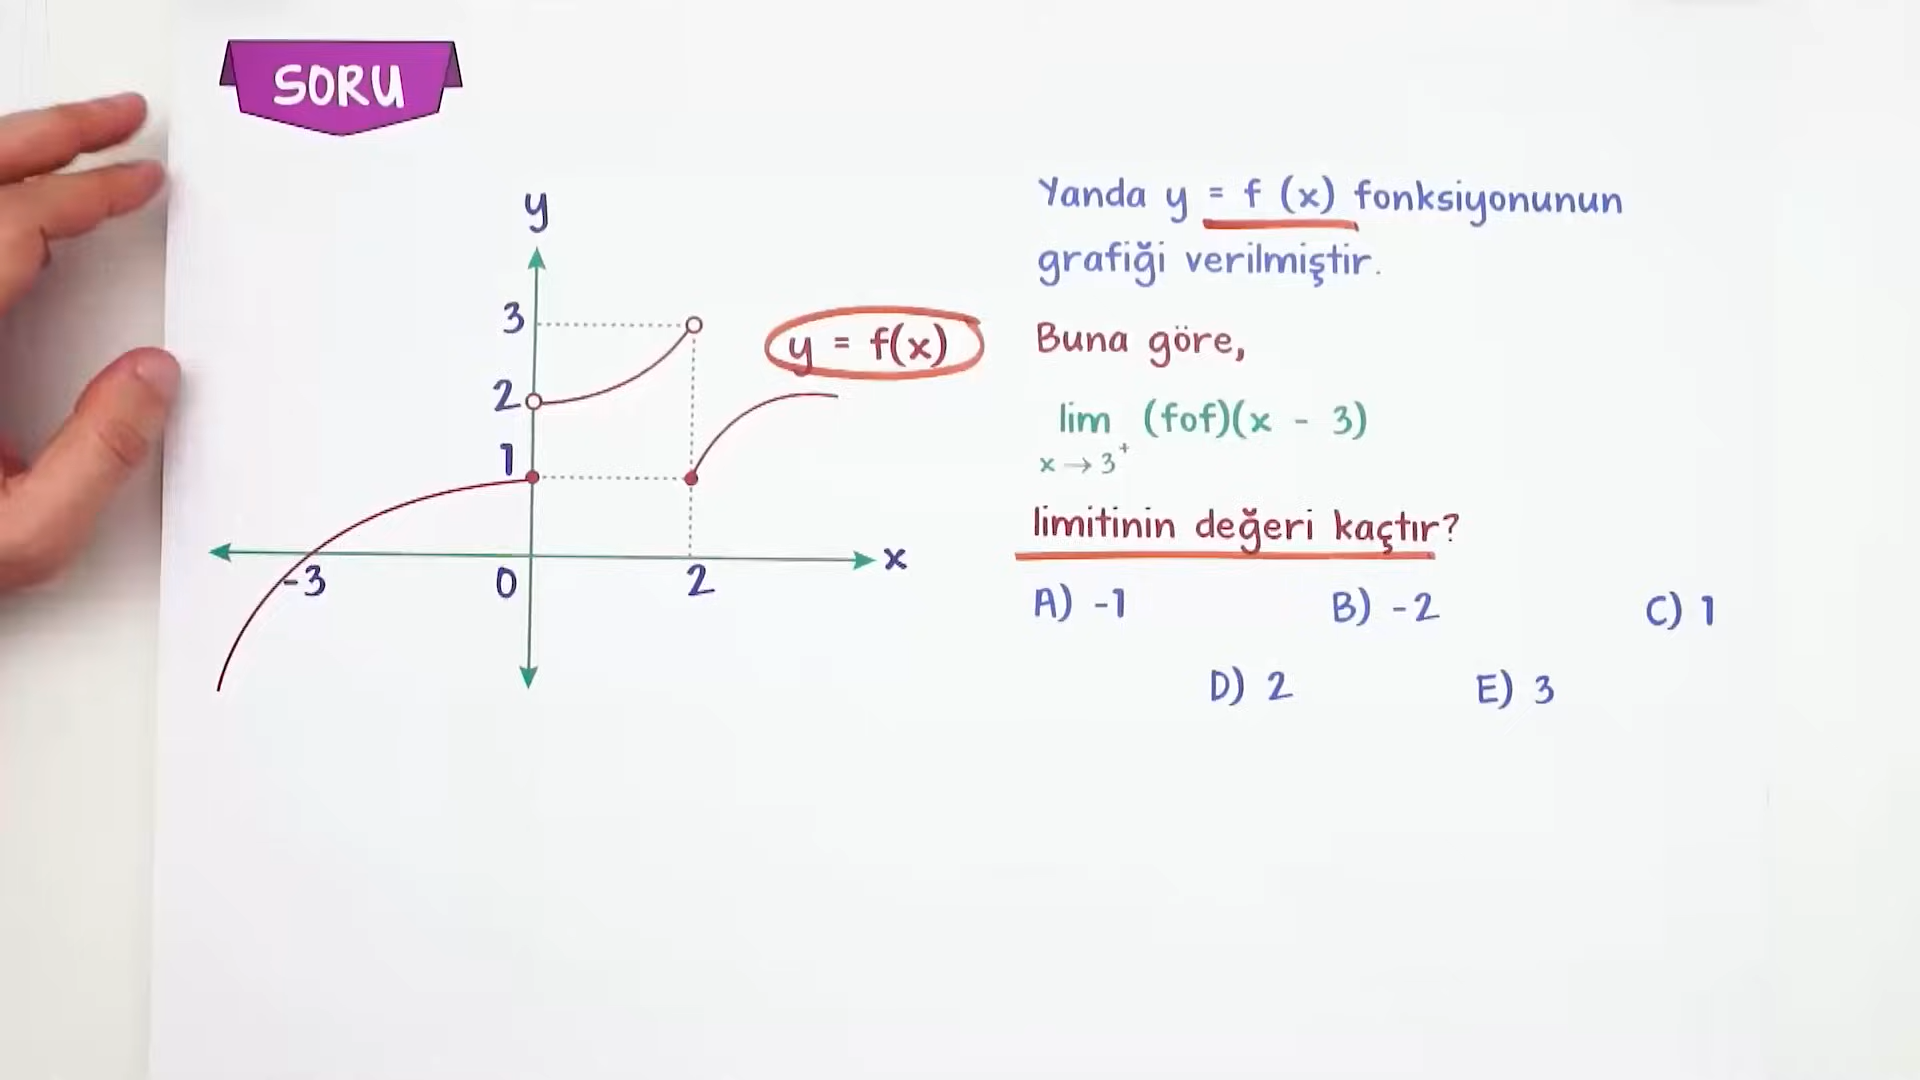 SORU
y
3
2
1
-3
0
2
x
y = f(x)
Yanda y = f (x) fonksiyonunun
grafiği verilmiştir.
Buna göre,
lim (fof)(x - 3)
x → 3⁺
limitinin değeri kaçtır?
A) -1 B) -2 C) 1
D) 2 E) 3